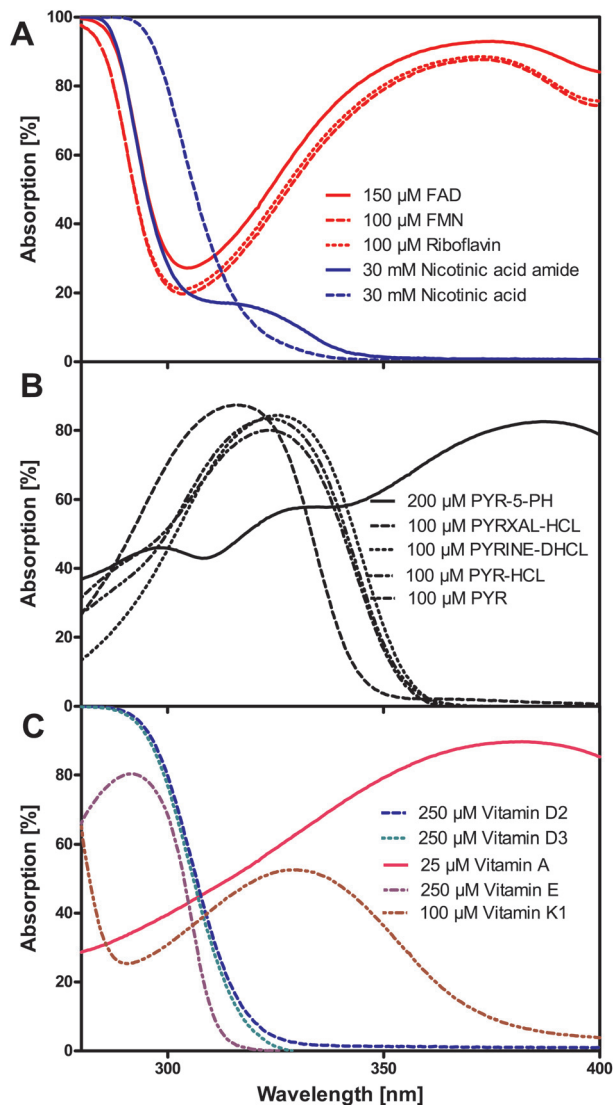 A
100
80
60
40
20
0
Absorption [%]
150 µM FAD
100 µM FMN
100 µM Riboflavin
30 mM Nicotinic acid amide
30 mM Nicotinic acid
B
80
60
40
20
0
Absorption [%]
200 µM PYR-5-PH
100 µM PYRXAL-HCL
100 µM PYRINE-DHCL
100 µM PYR-HCL
100 µM PYR
C
80
60
40
20
0
Absorption [%]
250 µM Vitamin D2
250 µM Vitamin D3
25 µM Vitamin A
250 µM Vitamin E
100 µM Vitamin K1
300
350
400
Wavelength [nm]